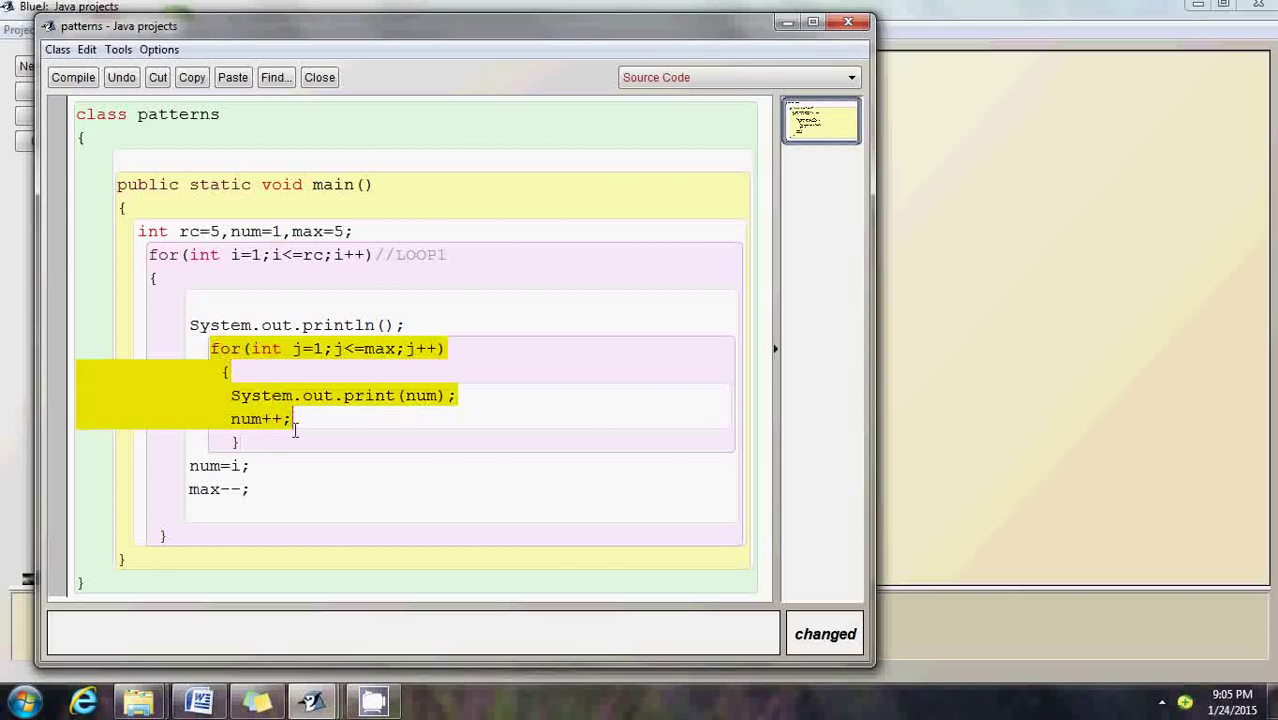 BlueJ: Java projects
patterns - Java projects
Class Edit Tools Options
Compile Undo Cut Copy Paste Find... Close Source Code
class patterns
{
public static void main()
{
int rc=5,num=1,max=5;
for(int i=1;i<=rc;i++)//LOOP1
{
System.out.println();
for(int j=1;j<=max;j++)
{
System.out.print(num);
num++;
}
num=i;
max--;
}
}
}
changed
9:05 PM
1/24/2015